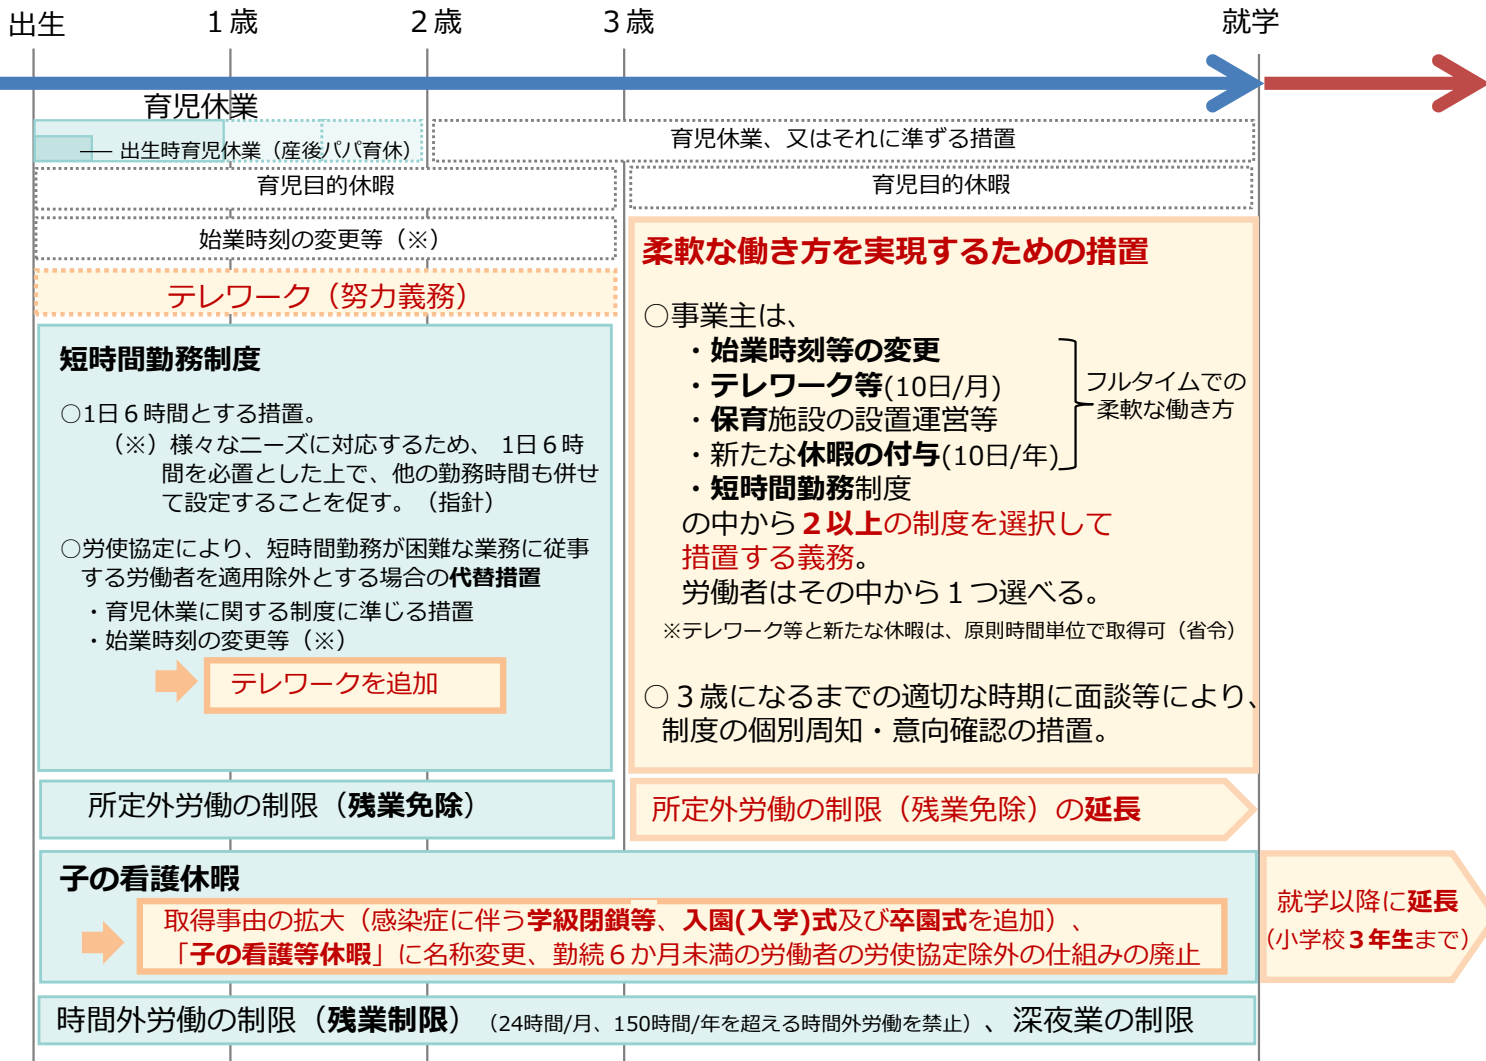 出生
1歳
2歳
3歳
就学
育児休業
出生時育児休業（産後パパ育休）
育児休業、又はそれに準ずる措置
育児目的休暇
育児目的休暇
始業時刻の変更等（※）
テレワーク（努力義務）
短時間勤務制度
○1日６時間とする措置。
（※）様々なニーズに対応するため、 1日６時
間を必置とした上で、他の勤務時間も併せ
て設定することを促す。（指針）
○労使協定により、短時間勤務が困難な業務に従事
する労働者を適用除外とする場合の代替措置
・育児休業に関する制度に準じる措置
・始業時刻の変更等（※）
テレワークを追加
柔軟な働き方を実現するための措置
○事業主は、
・始業時刻等の変更
・テレワーク等(10日/月)
・保育施設の設置運営等
・新たな休暇の付与(10日/年)
・短時間勤務制度
フルタイムでの
柔軟な働き方
の中から２以上の制度を選択して
措置する義務。
労働者はその中から１つ選べる。
※テレワーク等と新たな休暇は、原則時間単位で取得可（省令）
○３歳になるまでの適切な時期に面談等により、
制度の個別周知・意向確認の措置。
所定外労働の制限（残業免除）
所定外労働の制限（残業免除）の延長
子の看護休暇
取得事由の拡大（感染症に伴う学級閉鎖等、入園(入学)式及び卒園式を追加）、
「子の看護等休暇」に名称変更、勤続６か月未満の労働者の労使協定除外の仕組みの廃止
就学以降に延長
（小学校３年生まで）
時間外労働の制限（残業制限）（24時間/月、150時間/年を超える時間外労働を禁止）、深夜業の制限